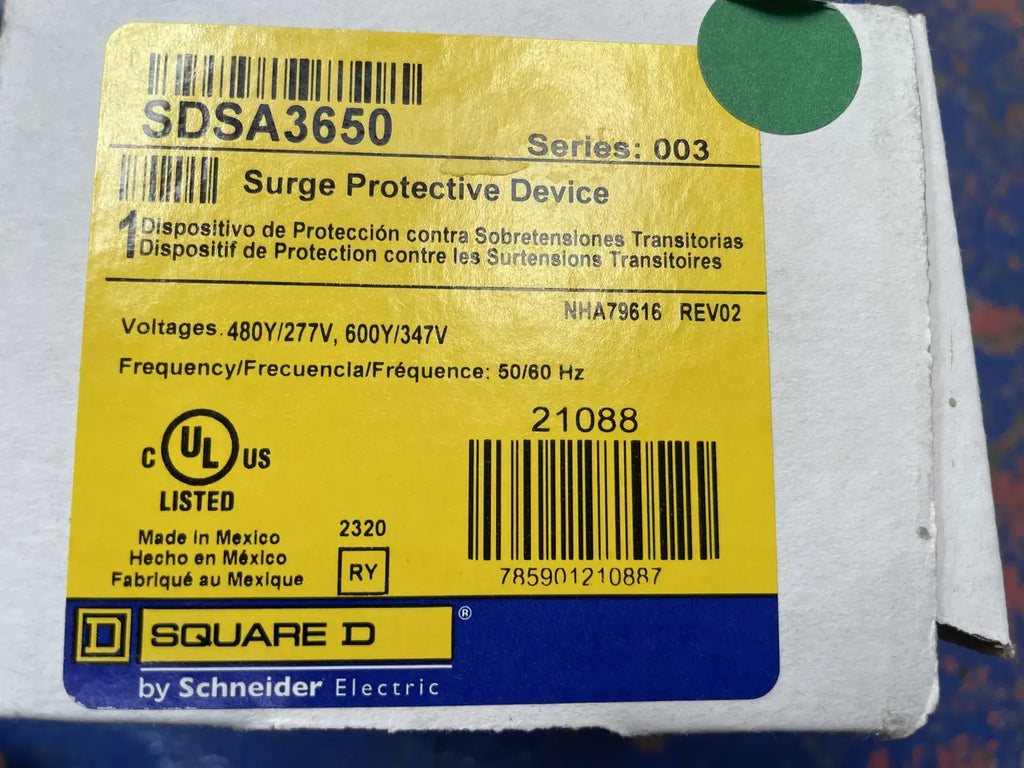 SDSA3650
Series: 003
Surge Protective Device
1
Dispositivo de Protección contra Sobretensiones Transitorias
Dispositif de Protection contre les Surtensions Transitoires
NHA79616 REV02
Voltages. 480Y/277V, 600Y/347V
Frequency/Frecuencia/Fréquence: 50/60 Hz
21088
C UL US
LISTED
785901210887
Made in Mexico
Hecho en México
Fabriqué au Mexique
2320
RY
D SQUARE D ®
by Schneider Electric